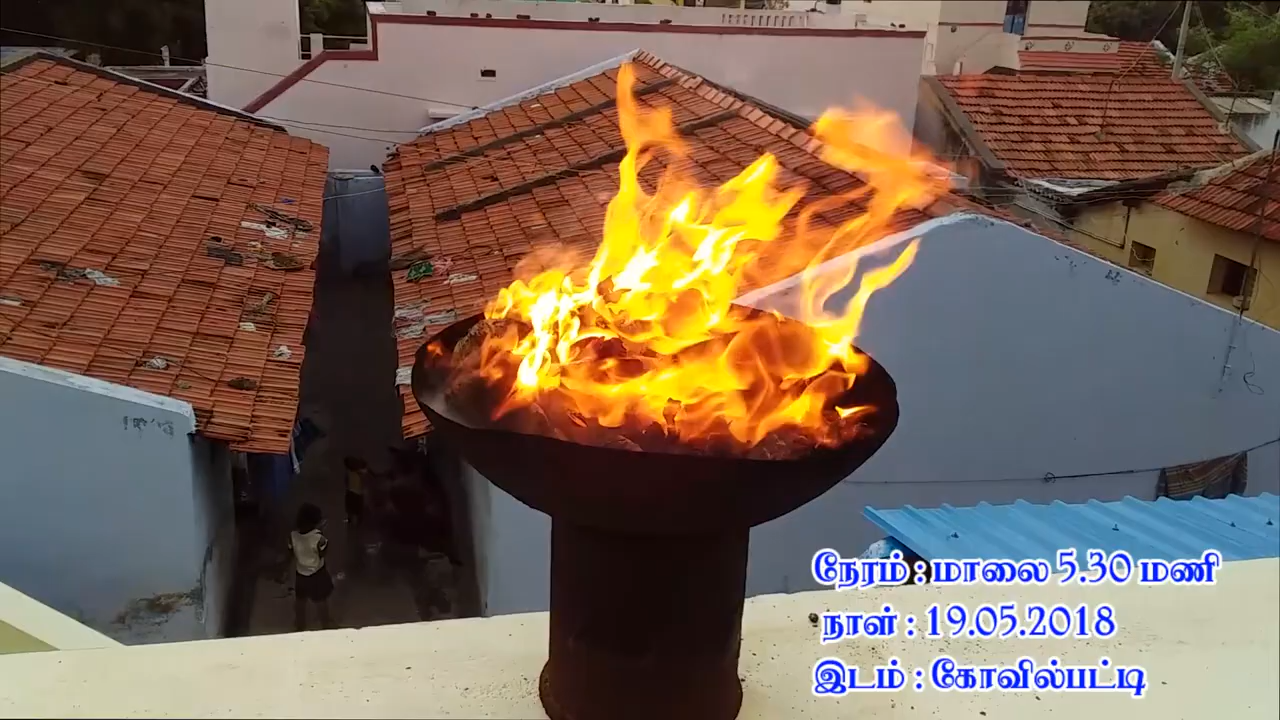 நேரம் : மாலை 5.30 மணி
நாள் : 19.05.2018
இடம் : கோவில்பட்டி